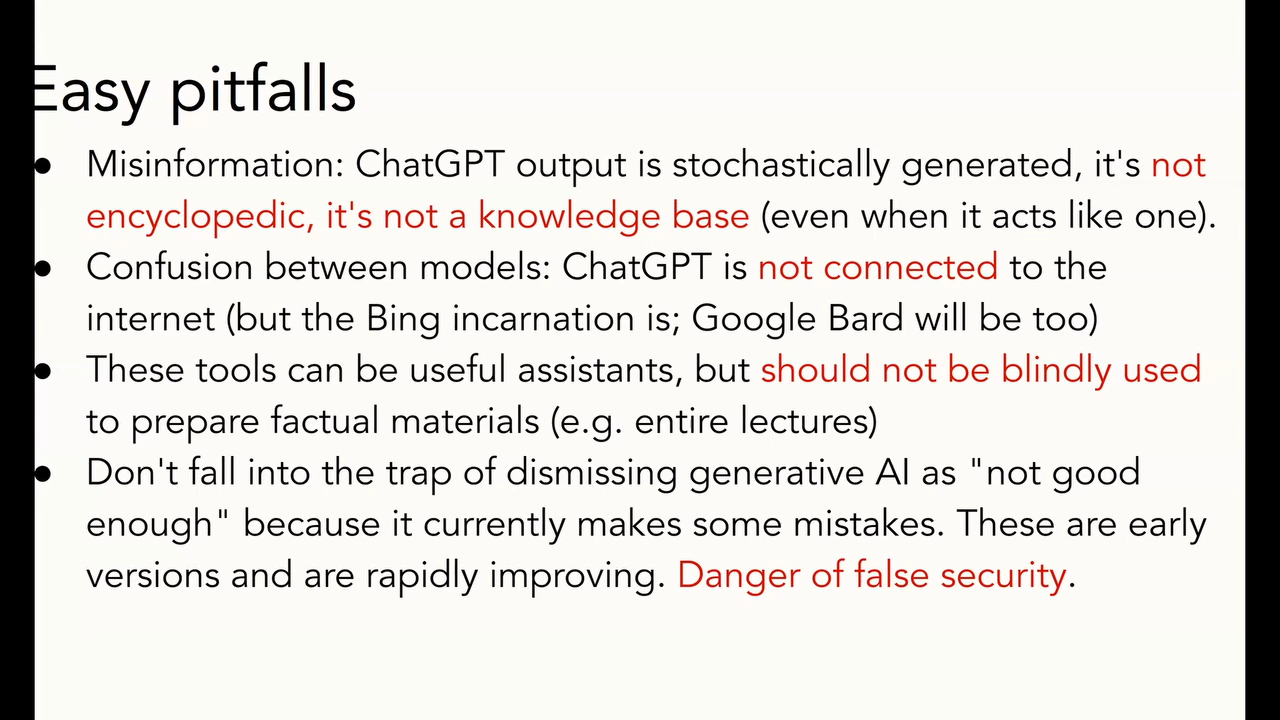 Easy pitfalls
● Misinformation: ChatGPT output is stochastically generated, it's not
encyclopedic, it's not a knowledge base (even when it acts like one).
● Confusion between models: ChatGPT is not connected to the
internet (but the Bing incarnation is; Google Bard will be too)
● These tools can be useful assistants, but should not be blindly used
to prepare factual materials (e.g. entire lectures)
● Don't fall into the trap of dismissing generative AI as "not good
enough" because it currently makes some mistakes. These are early
versions and are rapidly improving. Danger of false security.